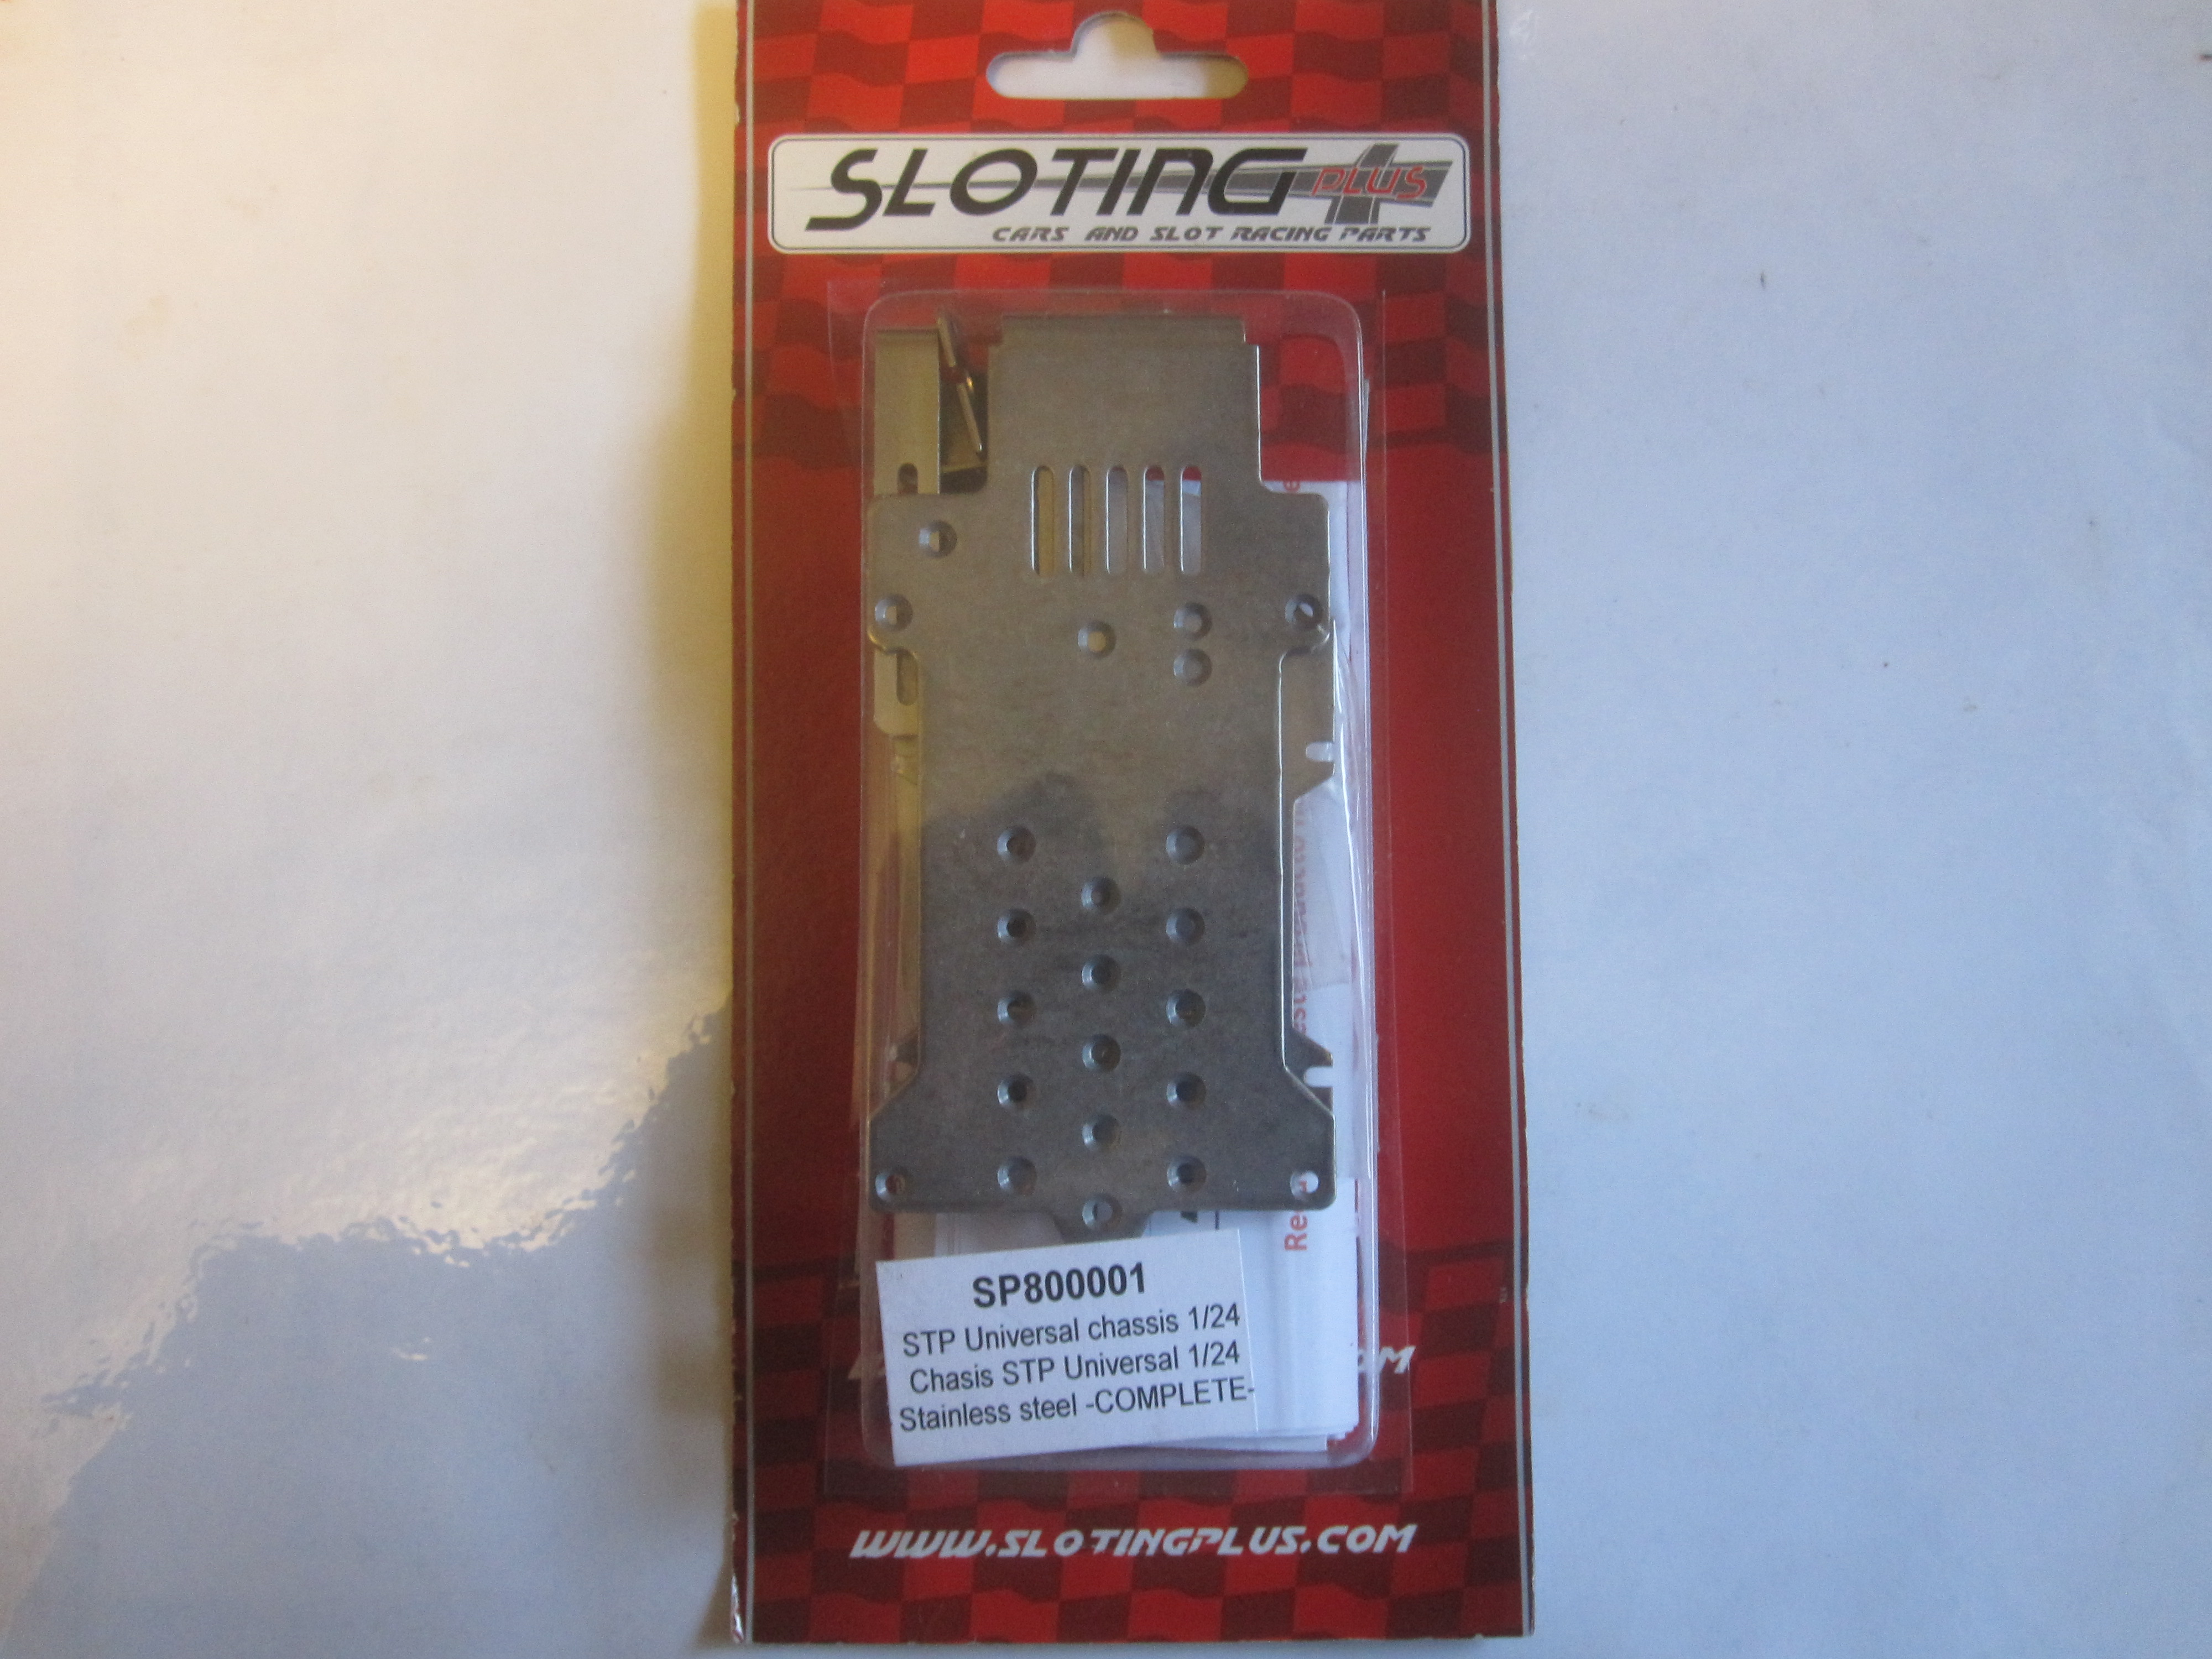 SLOTING PLUS
CARS AND SLOT RACING PARTS
SP800001
STP Universal chassis 1/24
Chasis STP Universal 1/24
Stainless steel -COMPLETE-
OM
WWW.SLOTINGPLUS.COM